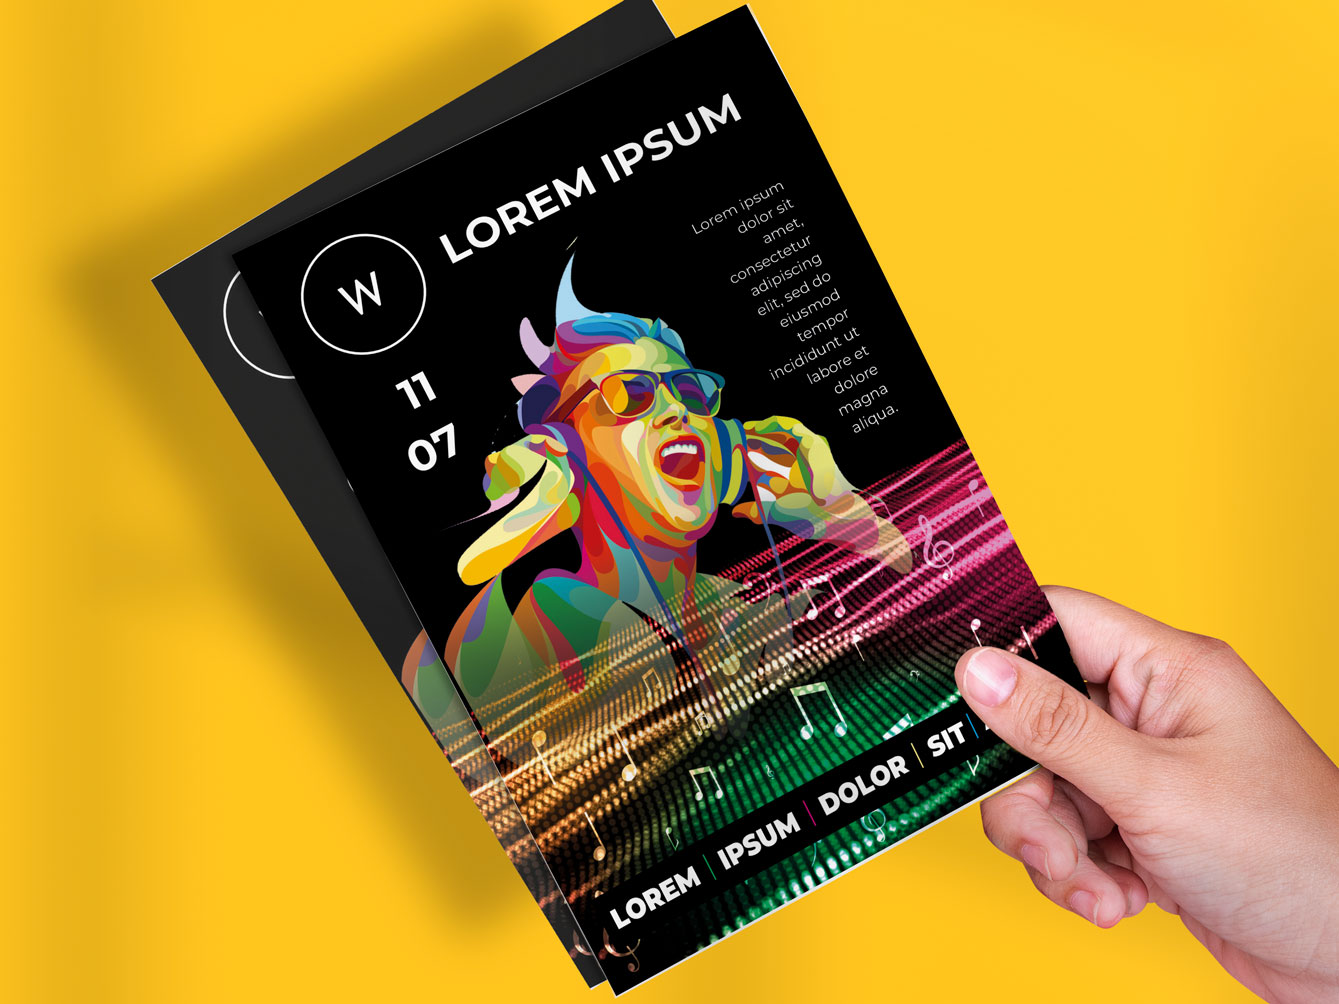 LOREM IPSUM
W
11
07
Lorem ipsum
dolor sit
amet,
consectetur
adipiscing
elit, sed do
eiusmod
tempor
incididunt ut
labore et
dolore
magna
aliqua.
LOREM | IPSUM | DOLOR | SIT |